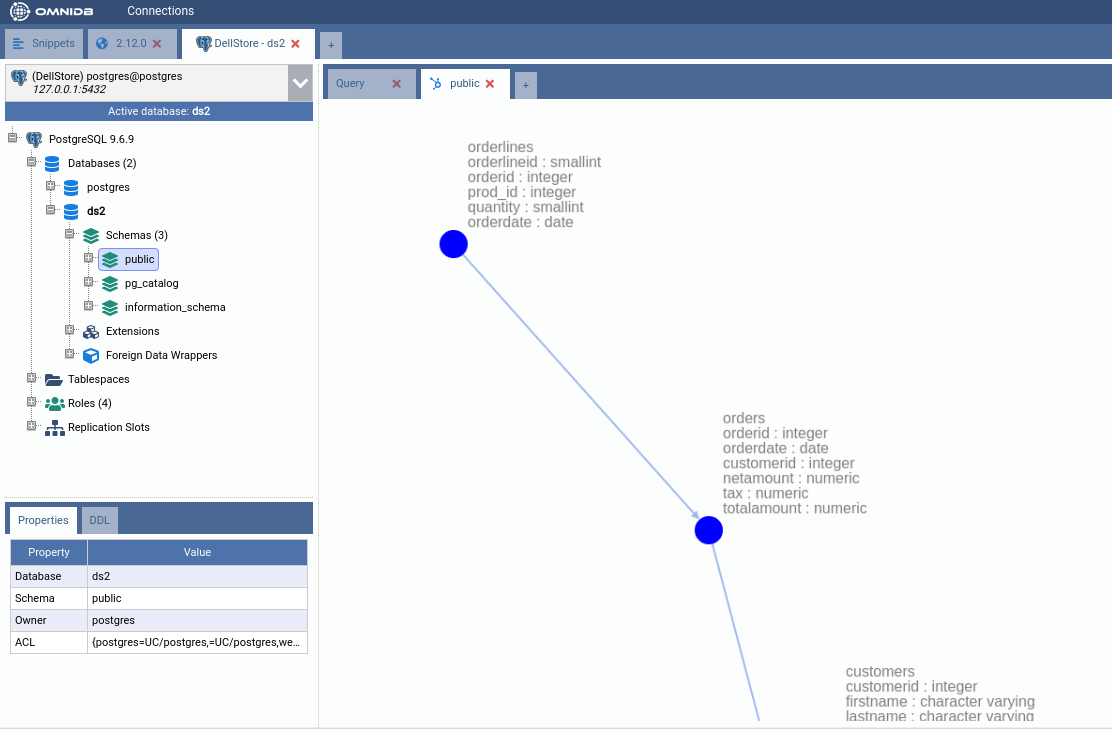 OMNIDB
Connections
Snippets
2.12.0
DellStore - ds2
+
(DellStore) postgres@postgres
127.0.0.1:5432
Active database: ds2
PostgreSQL 9.6.9
Databases (2)
postgres
ds2
Schemas (3)
public
pg_catalog
information_schema
Extensions
Foreign Data Wrappers
Tablespaces
Roles (4)
Replication Slots
Properties
DDL
Property Value
Database ds2
Schema public
Owner postgres
ACL {postgres=UC/postgres,=UC/postgres,we...
Query
public
+
orderlines
orderlineid : smallint
orderid : integer
prod_id : integer
quantity : smallint
orderdate : date
orders
orderid : integer
orderdate : date
customerid : integer
netamount : numeric
tax : numeric
totalamount : numeric
customers
customerid : integer
firstname : character varying
lastname : character varying